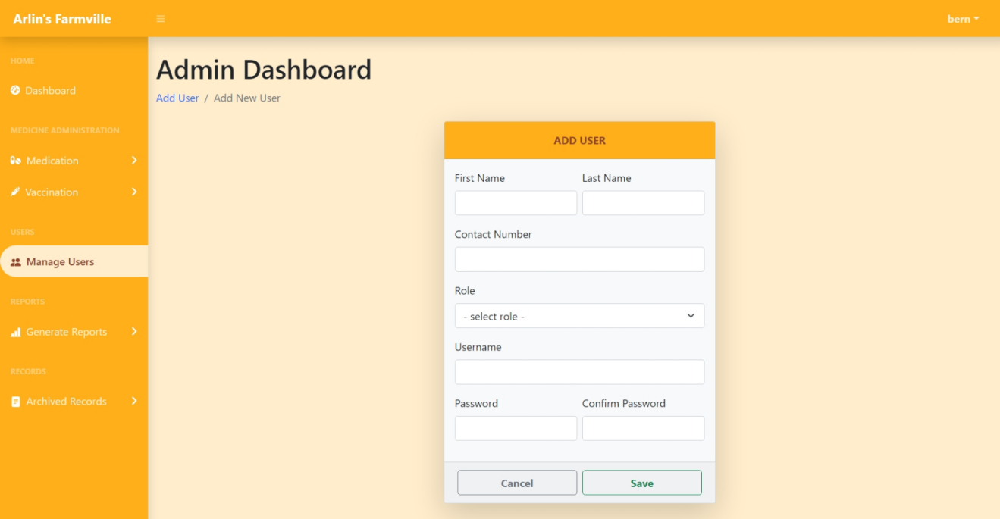 Arlin's Farmville
bern
HOME
Dashboard
MEDICINE ADMINISTRATION
Medication
Vaccination
USERS
Manage Users
REPORTS
Generate Reports
RECORDS
Archived Records
Admin Dashboard
Add User / Add New User
ADD USER
First Name Last Name
Contact Number
Role
- select role -
Username
Password Confirm Password
Cancel Save